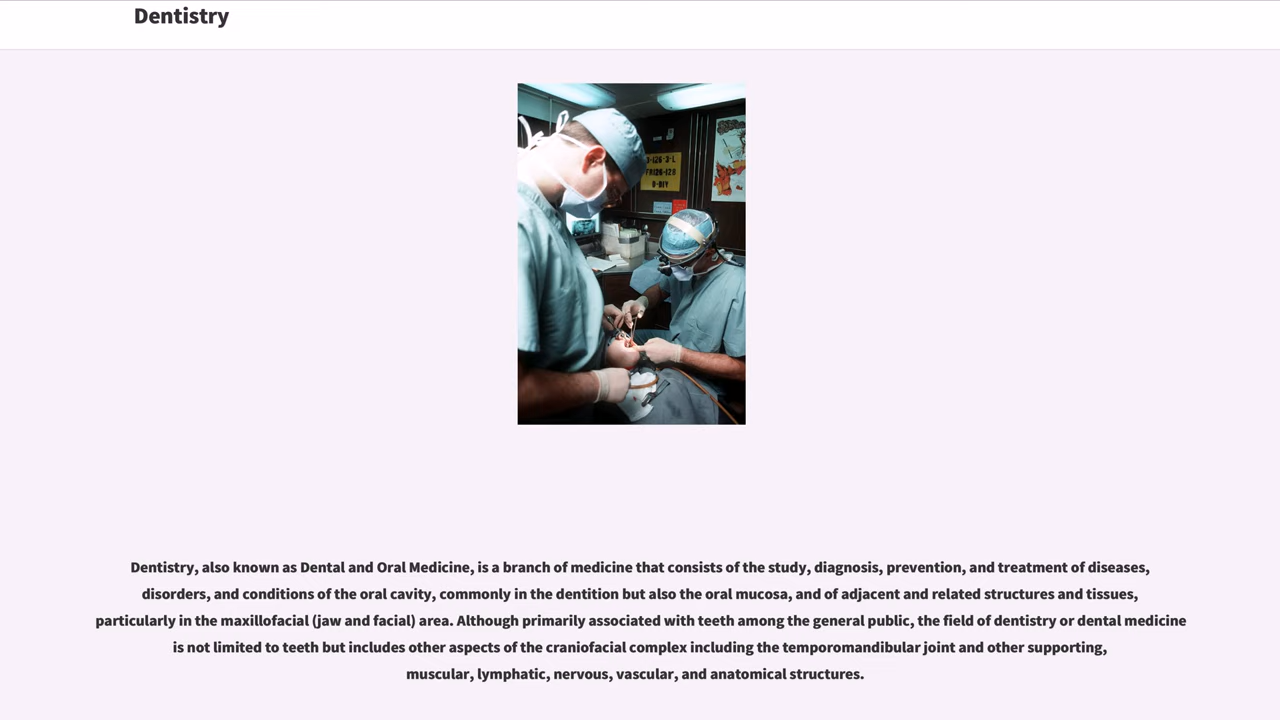 Dentistry
Dentistry, also known as Dental and Oral Medicine, is a branch of medicine that consists of the study, diagnosis, prevention, and treatment of diseases,
disorders, and conditions of the oral cavity, commonly in the dentition but also the oral mucosa, and of adjacent and related structures and tissues,
particularly in the maxillofacial (jaw and facial) area. Although primarily associated with teeth among the general public, the field of dentistry or dental medicine
is not limited to teeth but includes other aspects of the craniofacial complex including the temporomandibular joint and other supporting,
muscular, lymphatic, nervous, vascular, and anatomical structures.